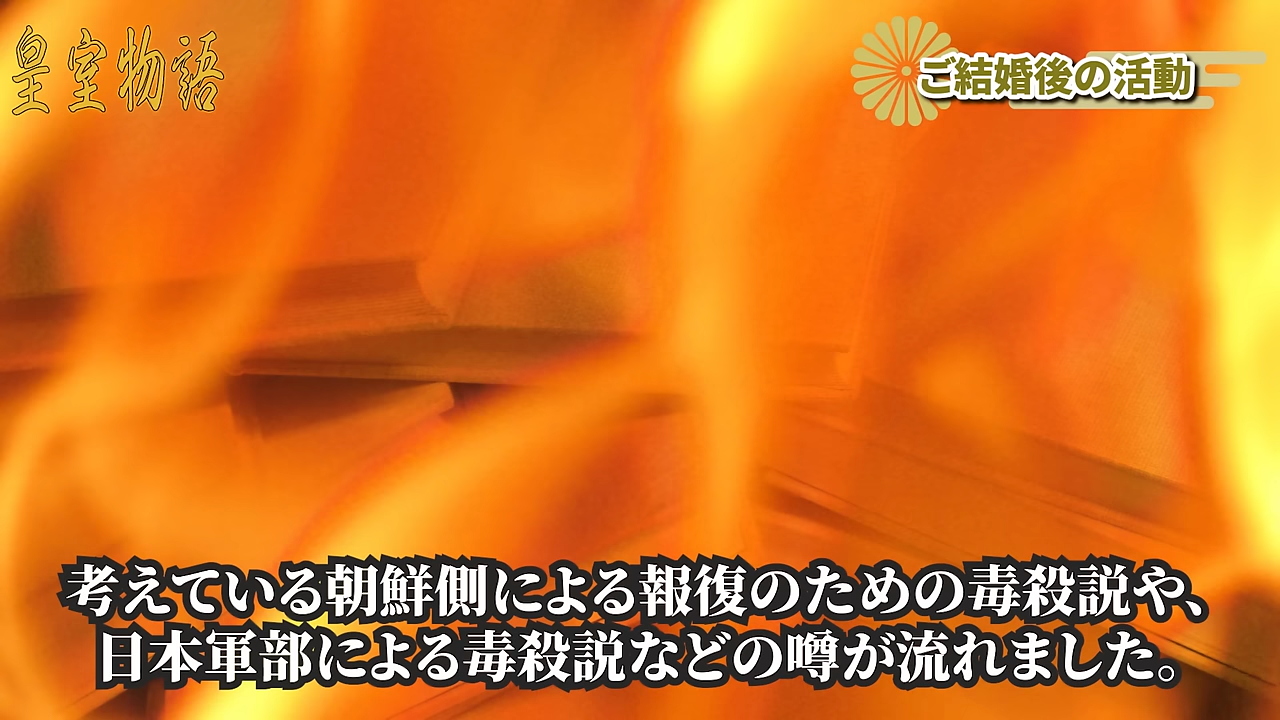 皇室物語
ご結婚後の活動
考えている朝鮮側による報復のための毒殺説や、
日本軍部による毒殺説などの噂が流れました。